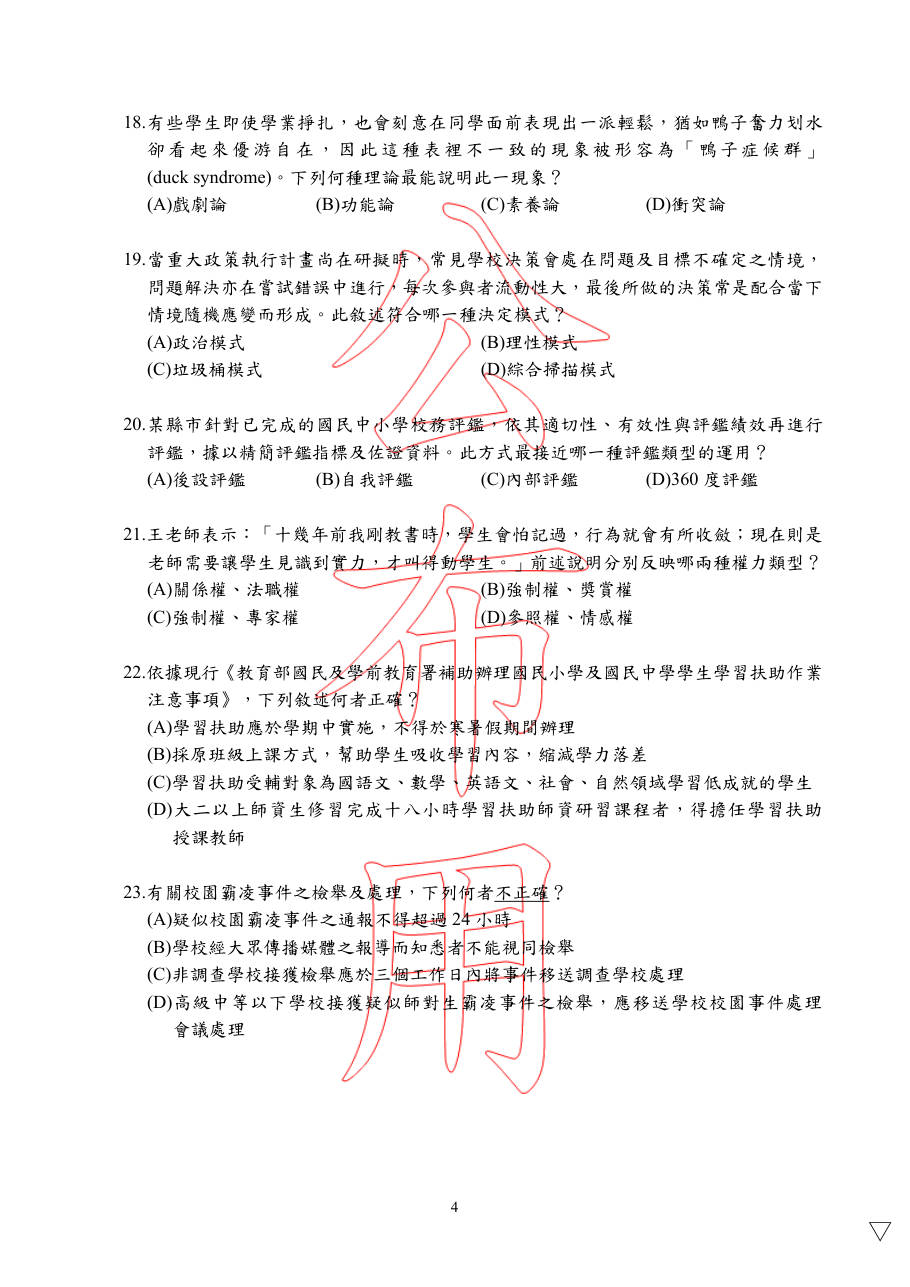 18.有些學生即使學業掙扎，也會刻意在同學面前表現出一派輕鬆，猶如鴨子奮力划水
卻看起來優游自在，因此這種表裡不一致的現象被形容為「鴨子症候群」
(duck syndrome)。下列何種理論最能說明此一現象？
(A)戲劇論 (B)功能論 (C)素養論 (D)衝突論
19.當重大政策執行計畫尚在研擬時，常見學校決策會處在問題及目標不確定之情境，
問題解決亦在嘗試錯誤中進行，每次參與者流動性大，最後所做的決策常是配合當下
情境隨機應變而形成。此敘述符合哪一種決定模式？
(A)政治模式 (B)理性模式
(C)垃圾桶模式 (D)綜合掃描模式
20.某縣市針對已完成的國民中小學校務評鑑，依其適切性、有效性與評鑑績效再進行
評鑑，據以精簡評鑑指標及佐證資料。此方式最接近哪一種評鑑類型的運用？
(A)後設評鑑 (B)自我評鑑 (C)內部評鑑 (D)360 度評鑑
21.王老師表示：「十幾年前我剛教書時，學生會怕記過，行為就會有所收斂；現在則是
老師需要讓學生見識到實力，才叫得動學生。」前述說明分別反映哪兩種權力類型？
(A)關係權、法職權 (B)強制權、獎賞權
(C)強制權、專家權 (D)參照權、情感權
22.依據現行《教育部國民及學前教育署補助辦理國民小學及國民中學學生學習扶助作業
注意事項》，下列敘述何者正確？
(A)學習扶助應於學期中實施，不得於寒暑假期間辦理
(B)採原班級上課方式，幫助學生吸收學習內容，縮減學力落差
(C)學習扶助受輔對象為國語文、數學、英語文、社會、自然領域學習低成就的學生
(D)大二以上師資生修習完成十八小時學習扶助師資研習課程者，得擔任學習扶助
授課教師
23.有關校園霸凌事件之檢舉及處理，下列何者不正確？
(A)疑似校園霸凌事件之通報不得超過 24 小時
(B)學校經大眾傳播媒體之報導而知悉者不能視同檢舉
(C)非調查學校接獲檢舉應於三個工作日內將事件移送調查學校處理
(D)高級中等以下學校接獲疑似師對生霸凌事件之檢舉，應移送學校校園事件處理
會議處理
公布用
4